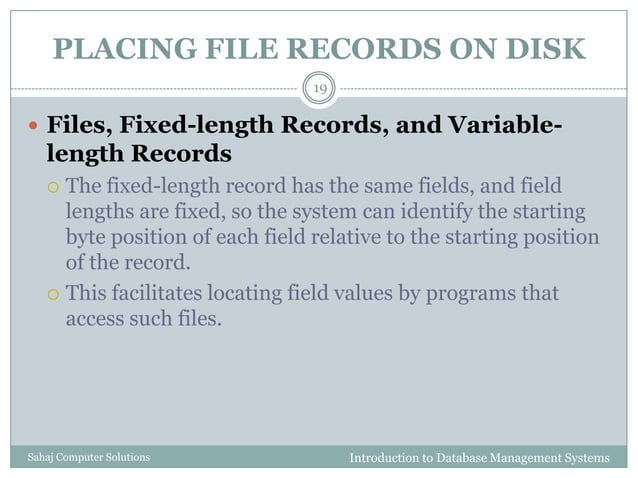 PLACING FILE RECORDS ON DISK
19
Files, Fixed-length Records, and Variable-
length Records
The fixed-length record has the same fields, and field
lengths are fixed, so the system can identify the starting
byte position of each field relative to the starting position
of the record.
This facilitates locating field values by programs that
access such files.
Sahaj Computer Solutions
Introduction to Database Management Systems